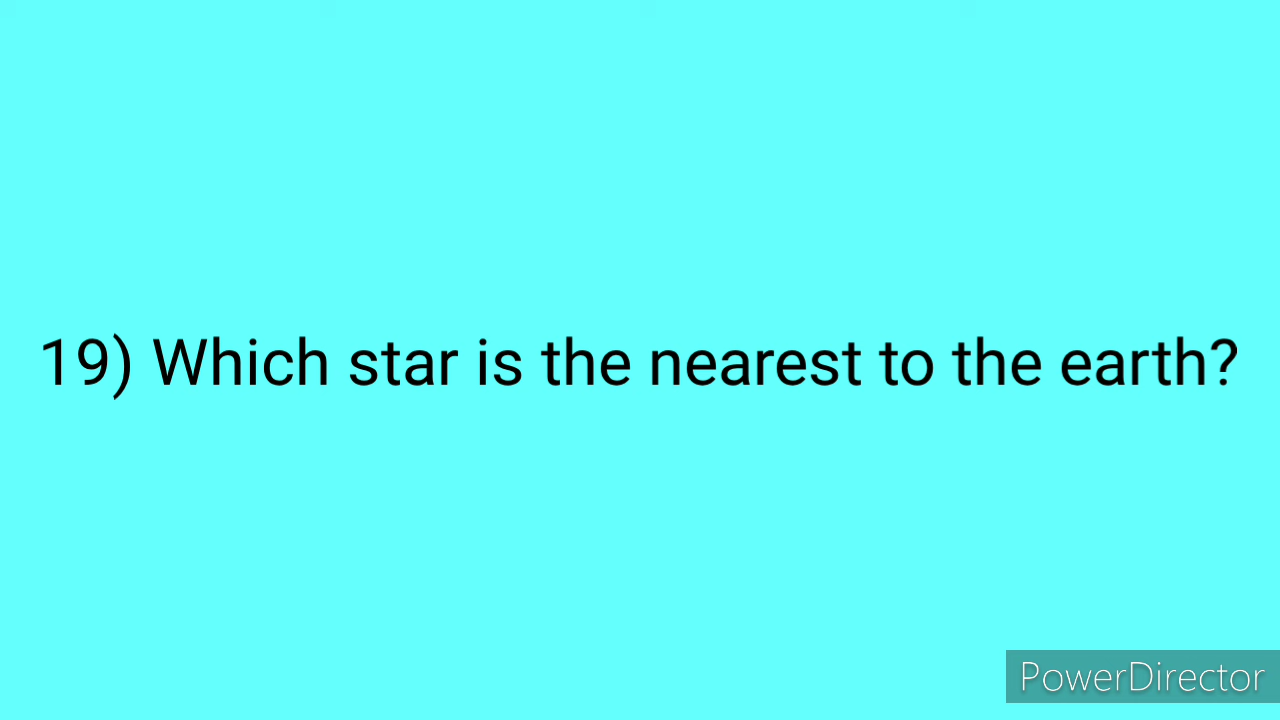 19) Which star is the nearest to the earth?
PowerDirector